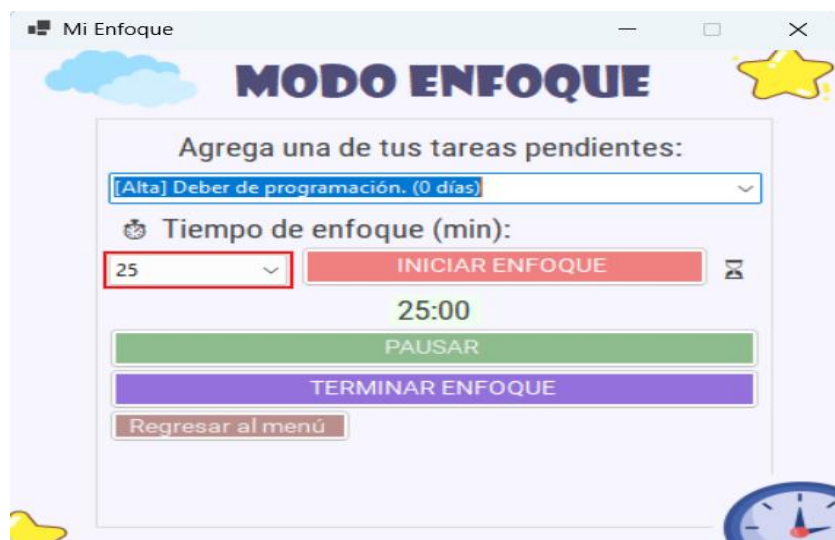 Mi Enfoque
MODO ENFOQUE
Agrega una de tus tareas pendientes:
[Alta] Deber de programación. (0 días)
Tiempo de enfoque (min):
25 INICIAR ENFOQUE
25:00
PAUSAR
TERMINAR ENFOQUE
Regresar al menú